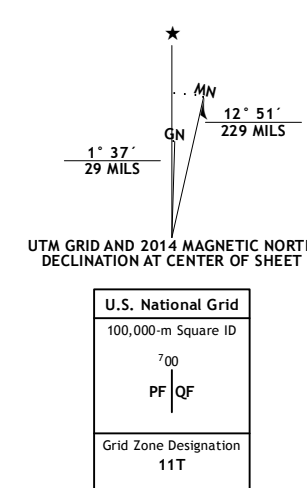 ★
MN
12° 51´
229 MILS
GN
1° 37´
29 MILS
UTM GRID AND 2014 MAGNETIC NORTH
DECLINATION AT CENTER OF SHEET
U.S. National Grid
100,000-m Square ID
⁷00
PF QF
Grid Zone Designation
11T